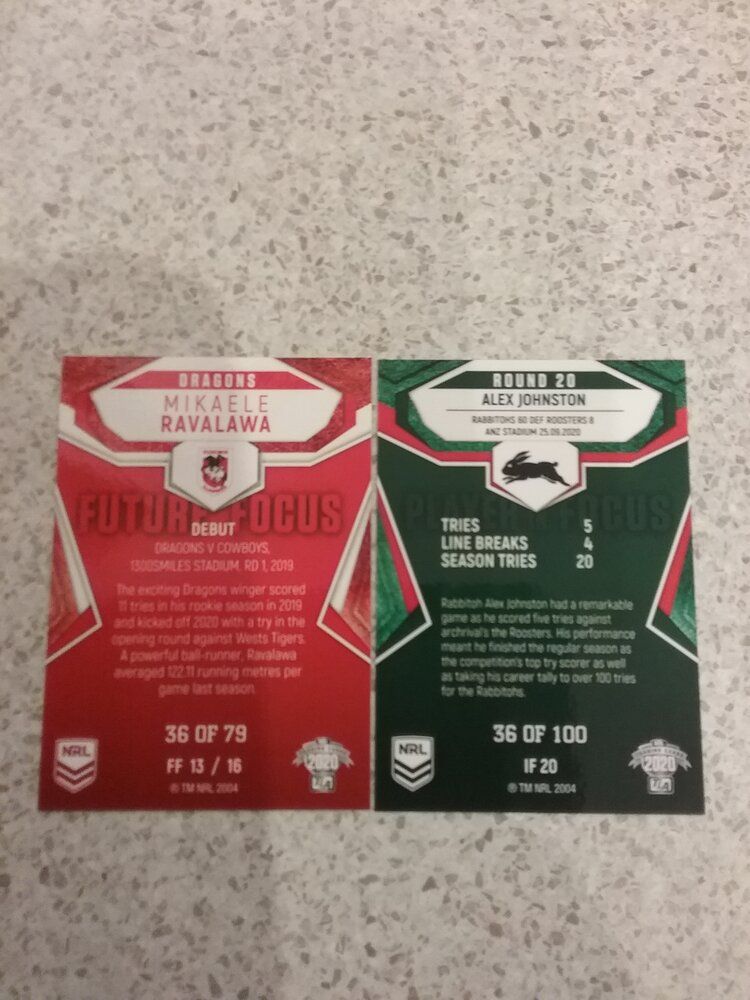 DRAGONS
MIKAELE
RAVALAWA
FUTURE FOCUS
DEBUT
DRAGONS V COWBOYS,
1300SMILES STADIUM, RD 1, 2019
The exciting Dragons winger scored
11 tries in his rookie season in 2019
and kicked off 2020 with a try in the
opening round against Wests Tigers.
A powerful ball-runner, Ravalawa
averaged 122.11 running metres per
game last season.
36 OF 79
NRL
FF 13 / 16
2020
® TM NRL 2004
ROUND 20
ALEX JOHNSTON
RABBITOHS 60 DEF ROOSTERS 8
ANZ STADIUM 25.09.2020
FOCUS
TRIES 5
LINE BREAKS 4
SEASON TRIES 20
Rabbitoh Alex Johnston had a remarkable
game as he scored five tries against
archrival's the Roosters. His performance
meant he finished the regular season as
the competition's top try scorer as well
as taking his career tally to over 100 tries
for the Rabbitohs.
36 OF 100
NRL
IF 20
2020
® TM NRL 2004